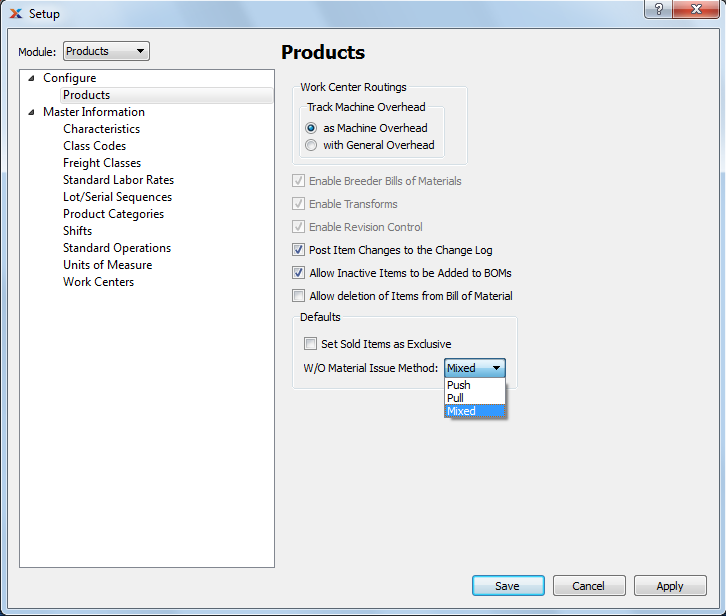 Setup
?
Module: Products
Products
Configure
Products
Master Information
Characteristics
Class Codes
Freight Classes
Standard Labor Rates
Lot/Serial Sequences
Product Categories
Shifts
Standard Operations
Units of Measure
Work Centers
Work Center Routings
Track Machine Overhead
as Machine Overhead
with General Overhead
Enable Breeder Bills of Materials
Enable Transforms
Enable Revision Control
Post Item Changes to the Change Log
Allow Inactive Items to be Added to BOMs
Allow deletion of Items from Bill of Material
Defaults
Set Sold Items as Exclusive
W/O Material Issue Method: Mixed
Push
Pull
Mixed
Save Cancel Apply